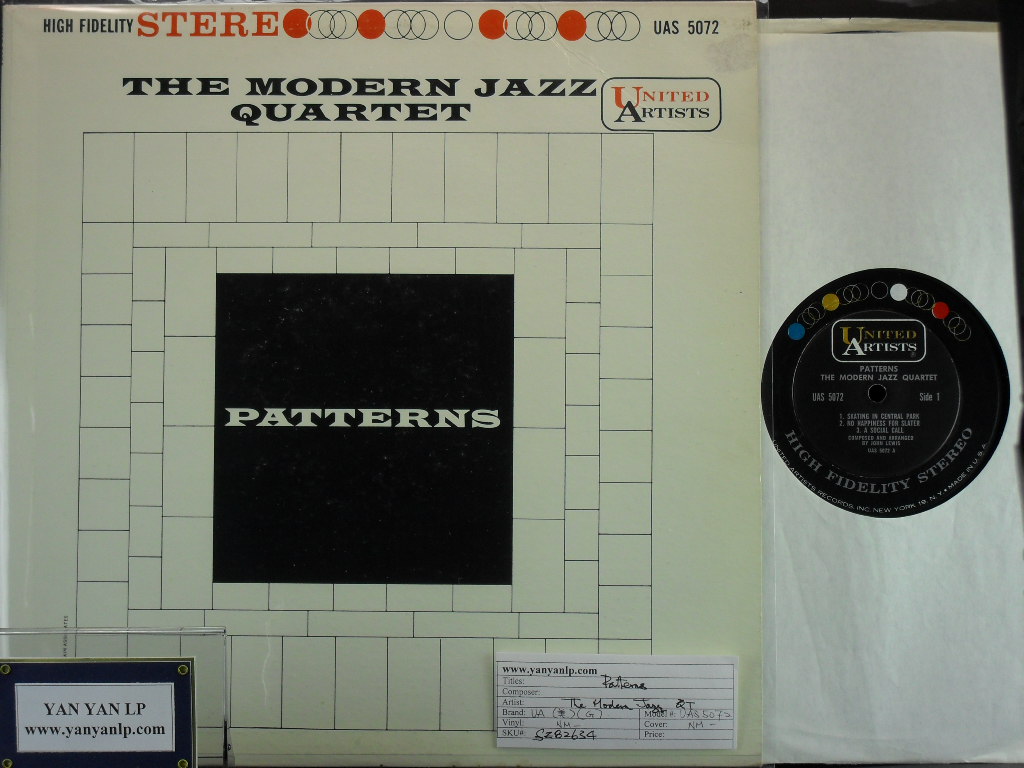 HIGH FIDELITY STEREO UAS 5072
THE MODERN JAZZ
QUARTET
UNITED
ARTISTS
PATTERNS
UNITED
ARTISTS
PATTERNS
THE MODERN JAZZ QUARTET
UAS 5072 Side 1
1. SKATING IN CENTRAL PARK
2. NO HAPPINESS FOR SLATER
3. A SOCIAL CALL
COMPOSED AND ARRANGED
BY JOHN LEWIS
UAS 5072 A
HIGH FIDELITY STEREO
ARTISTS RECORDS, INC. NEW YORK 19, N.Y. • MADE IN U.S.A.
YAN YAN LP
www.yanyanlp.com
www.yanyanlp.com
Titles: Patterns
Composer:
Artist: The Modern Jazz QT
Brand: UA (美) (G) Model #: UAS5072
Vinyl: NM - Cover: NM -
SKU#: SZ82634 Price: